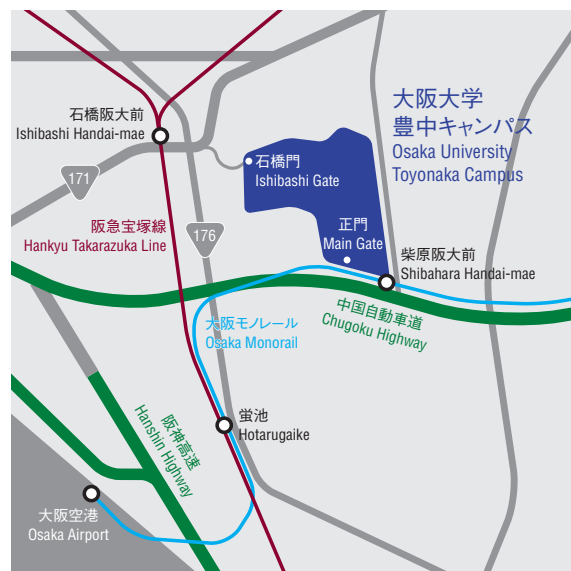 大阪大学
豊中キャンパス
Osaka University
Toyonaka Campus
石橋阪大前
Ishibashi Handai-mae
石橋門
Ishibashi Gate
171
阪急宝塚線
Hankyu Takarazuka Line
176
正門
Main Gate
柴原阪大前
Shibahara Handai-mae
大阪モノレール
Osaka Monorail
中国自動車道
Chugoku Highway
蛍池
Hotarugaike
阪神高速
Hanshin Highway
大阪空港
Osaka Airport